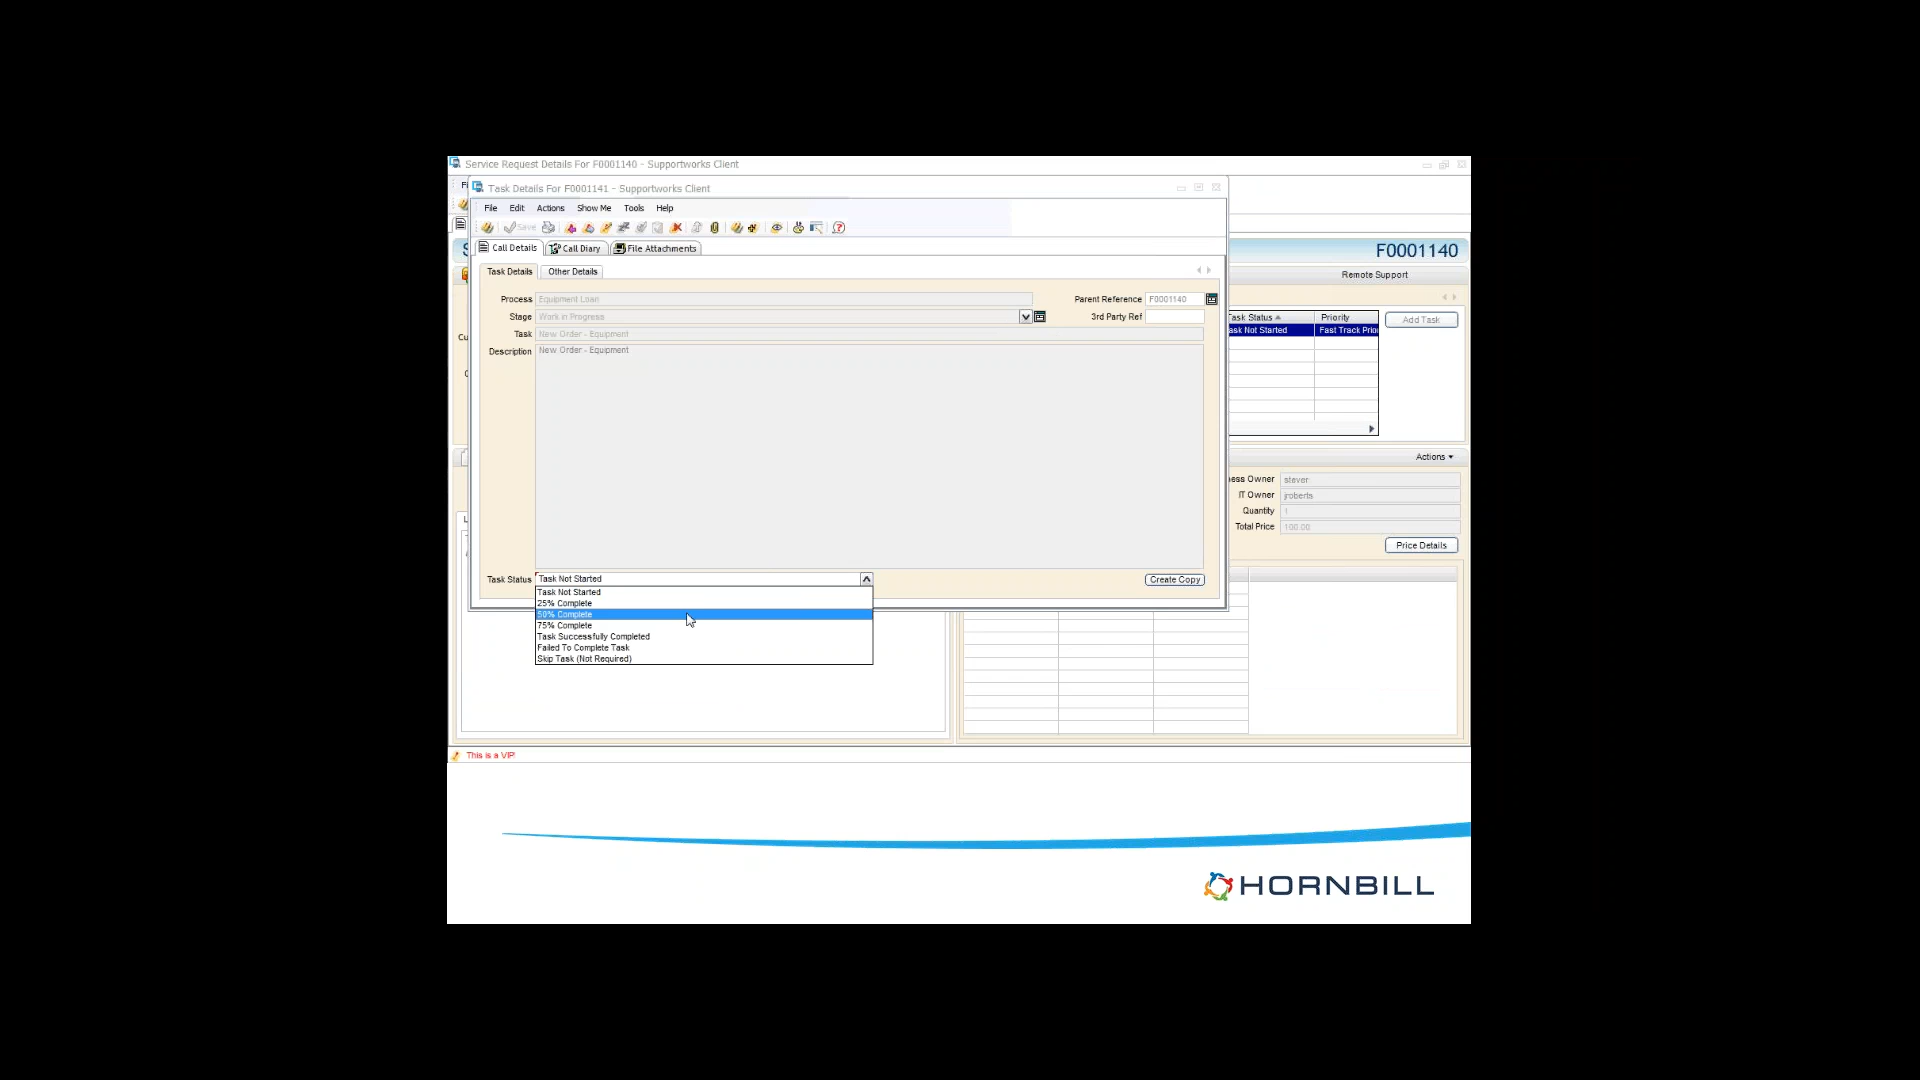 Service Request Details For F0001140 - Supportworks Client
Task Details For F0001141 - Supportworks Client
File Edit Actions Show Me Tools Help
Save
Call Details Call Diary File Attachments
F0001140
Task Details Other Details
Remote Support
Process Equipment Loan Parent Reference F0001140
Stage Work in Progress 3rd Party Ref
Task Status Priority Add Task
Task New Order - Equipment
Task Not Started Fast Track
Description New Order - Equipment
Actions
Owner stever
IT Owner jroberts
Quantity 1
Total Price 100.00
Price Details
Task Status Task Not Started Create Copy
Task Not Started
25% Complete
50% Complete
75% Complete
Task Successfully Completed
Failed To Complete Task
Skip Task (Not Required)
This is a VIP!
HORNBILL